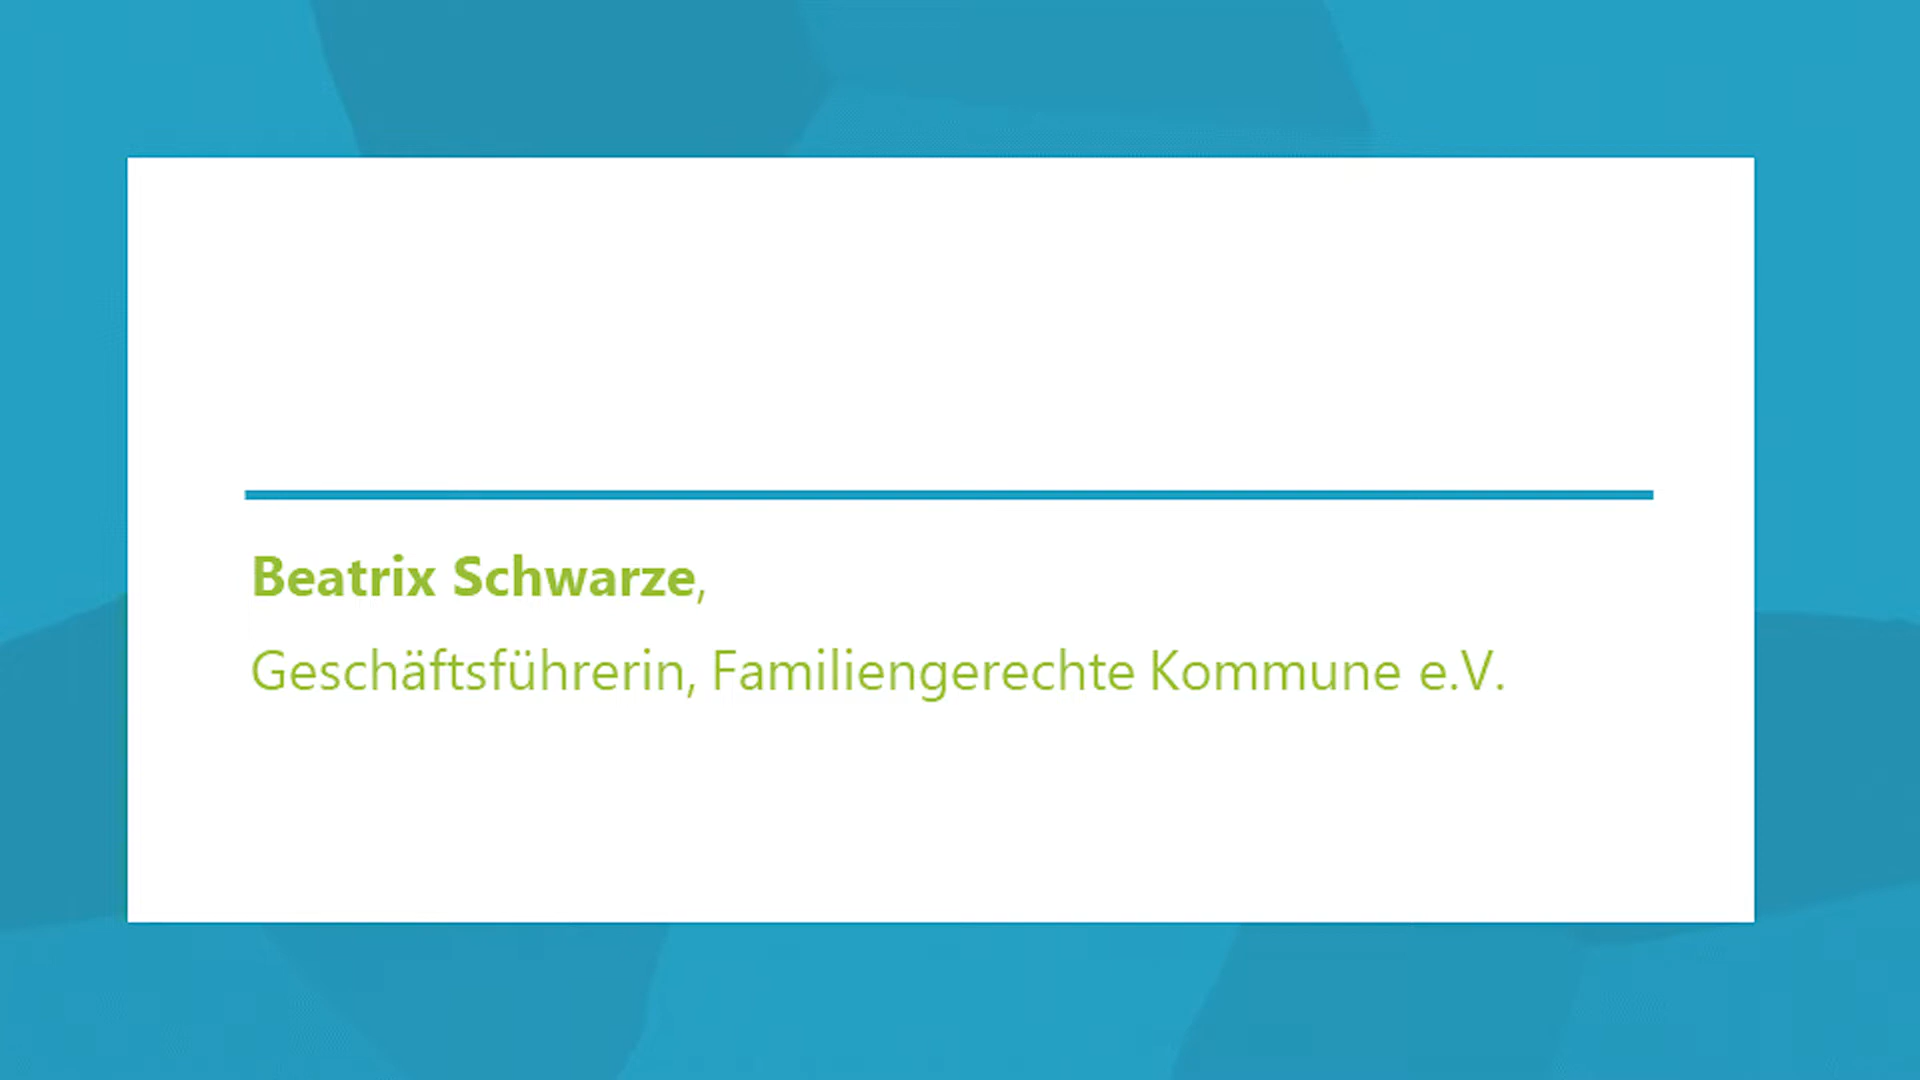 Beatrix Schwarze,
Geschäftsführerin, Familiengerechte Kommune e.V.